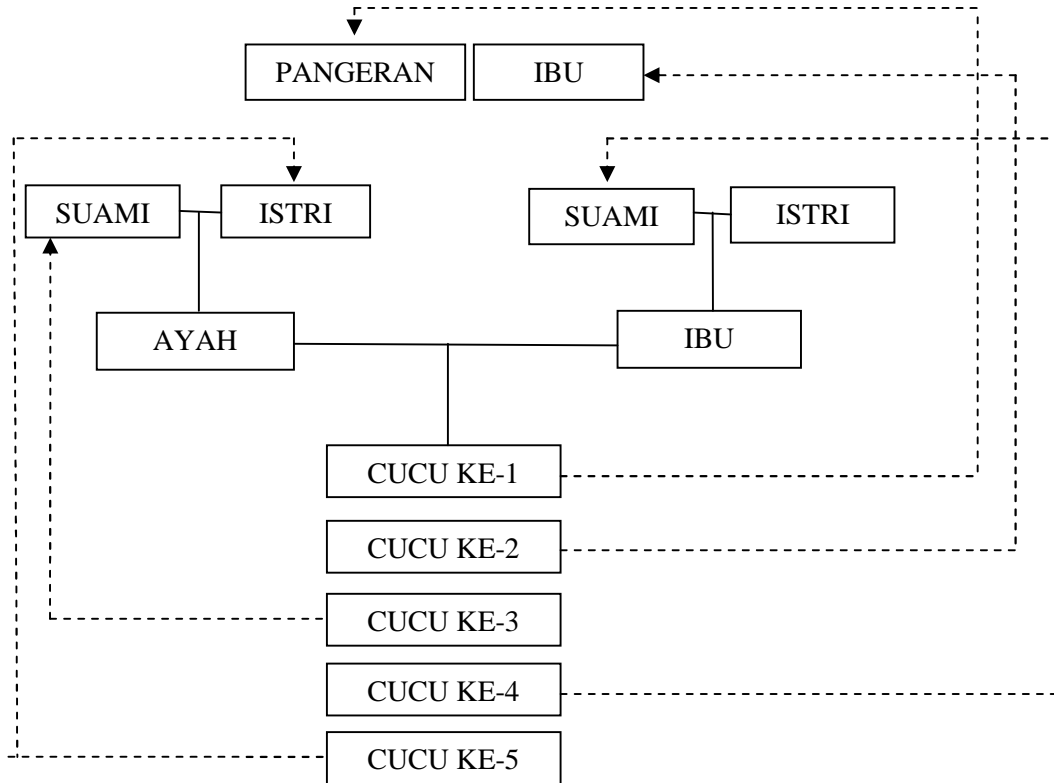 PANGERAN IBU
SUAMI ISTRI SUAMI ISTRI
AYAH IBU
CUCU KE-1
CUCU KE-2
CUCU KE-3
CUCU KE-4
CUCU KE-5